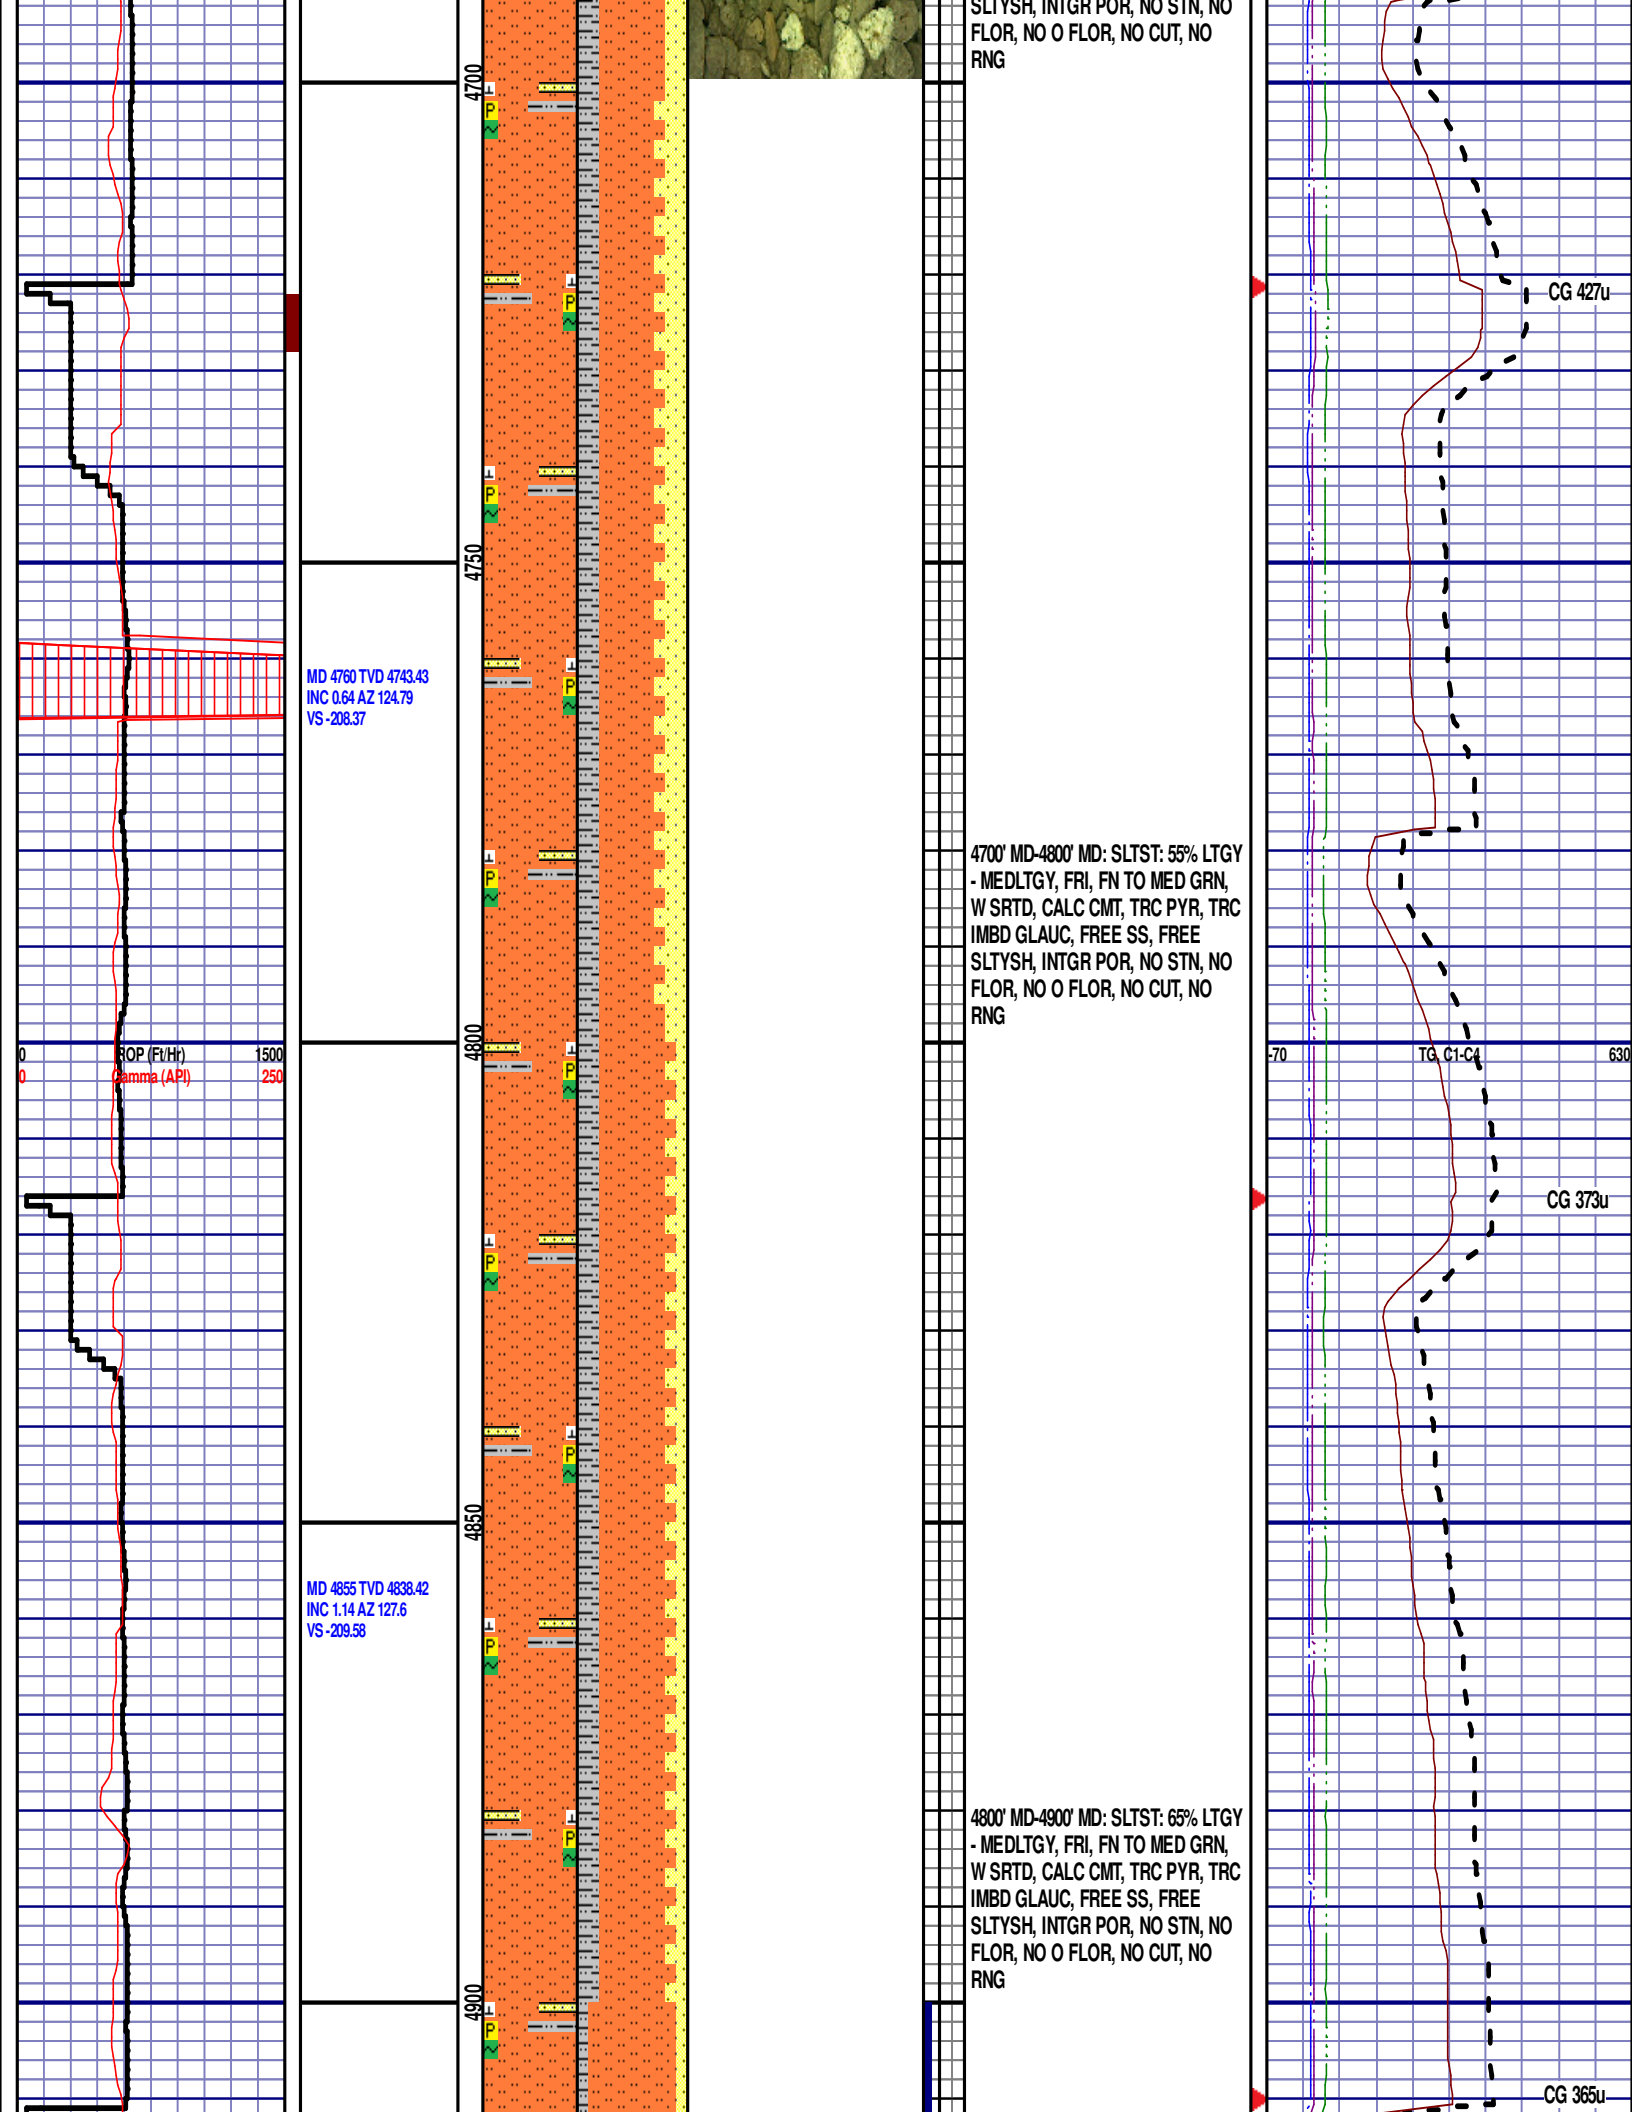 SLTYSH, INTGR POR, NO STN, NO
FLOR, NO O FLOR, NO CUT, NO
RNG
4700
P
CG 427u
P
P
4750
MD 4760 TVD 4743.43
INC 0.64 AZ 124.79
VS -208.37
P
4700' MD-4800' MD: SLTST: 55% LTGY
- MEDLTGY, FRI, FN TO MED GRN,
W SRTD, CALC CMT, TRC PYR, TRC
IMBD GLAUC, FREE SS, FREE
SLTYSH, INTGR POR, NO STN, NO
FLOR, NO O FLOR, NO CUT, NO
RNG
P
4800
0 ROP (Ft/Hr) 1500
0 Gamma (API) 250
-70 TG, C1-C4 630
P
CG 373u
P
P
4850
MD 4855 TVD 4838.42
INC 1.14 AZ 127.6
VS -209.58
P
4800' MD-4900' MD: SLTST: 65% LTGY
- MEDLTGY, FRI, FN TO MED GRN,
W SRTD, CALC CMT, TRC PYR, TRC
IMBD GLAUC, FREE SS, FREE
SLTYSH, INTGR POR, NO STN, NO
FLOR, NO O FLOR, NO CUT, NO
RNG
P
4900
P
CG 365u